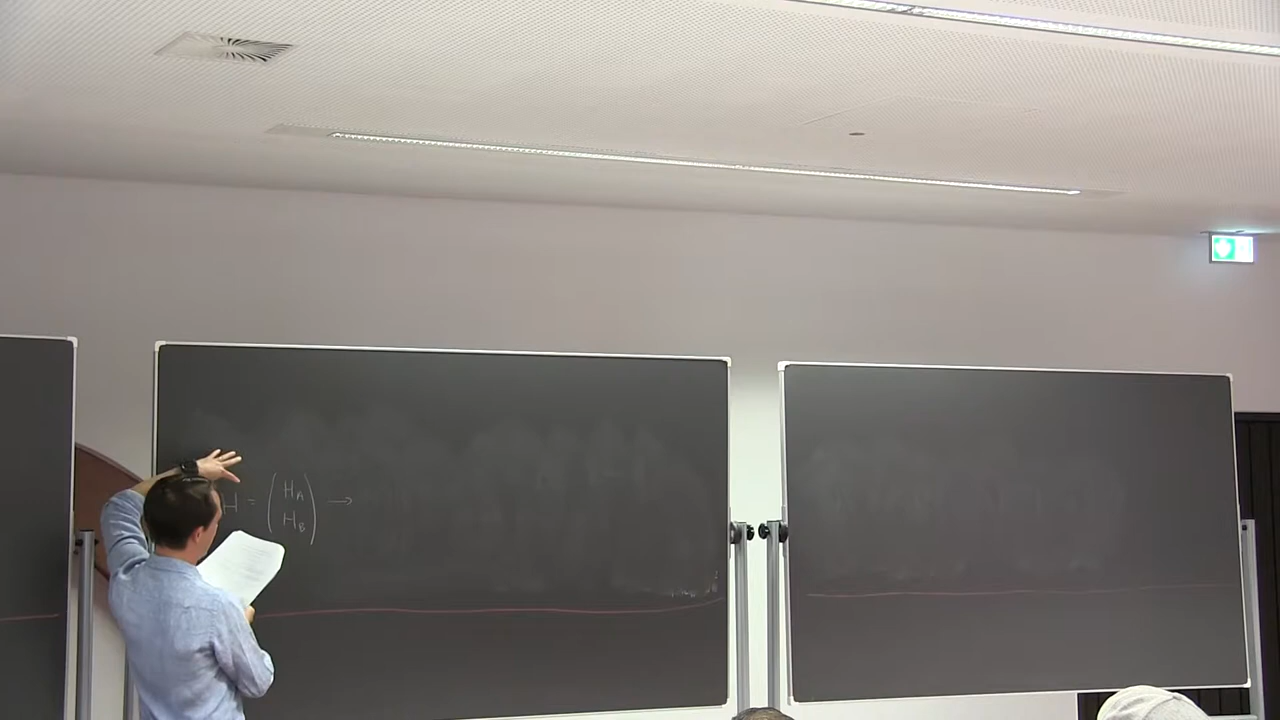 H = ( H_A H_B ) →